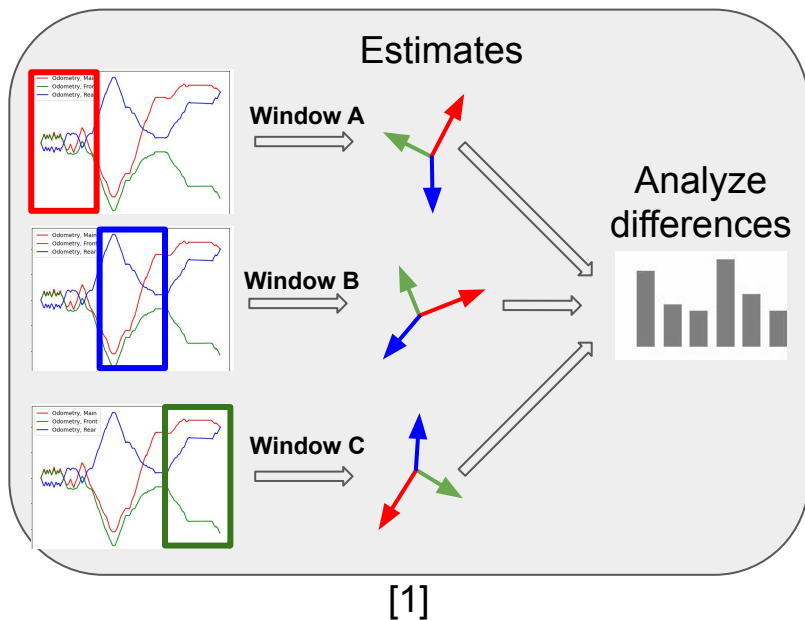 Estimates
Odometry, Main
Odometry, Front
Odometry, Rear
Window A
Analyze
differences
Odometry, Main
Odometry, Front
Odometry, Rear
Window B
Odometry, Main
Odometry, Front
Odometry, Rear
Window C
[1]